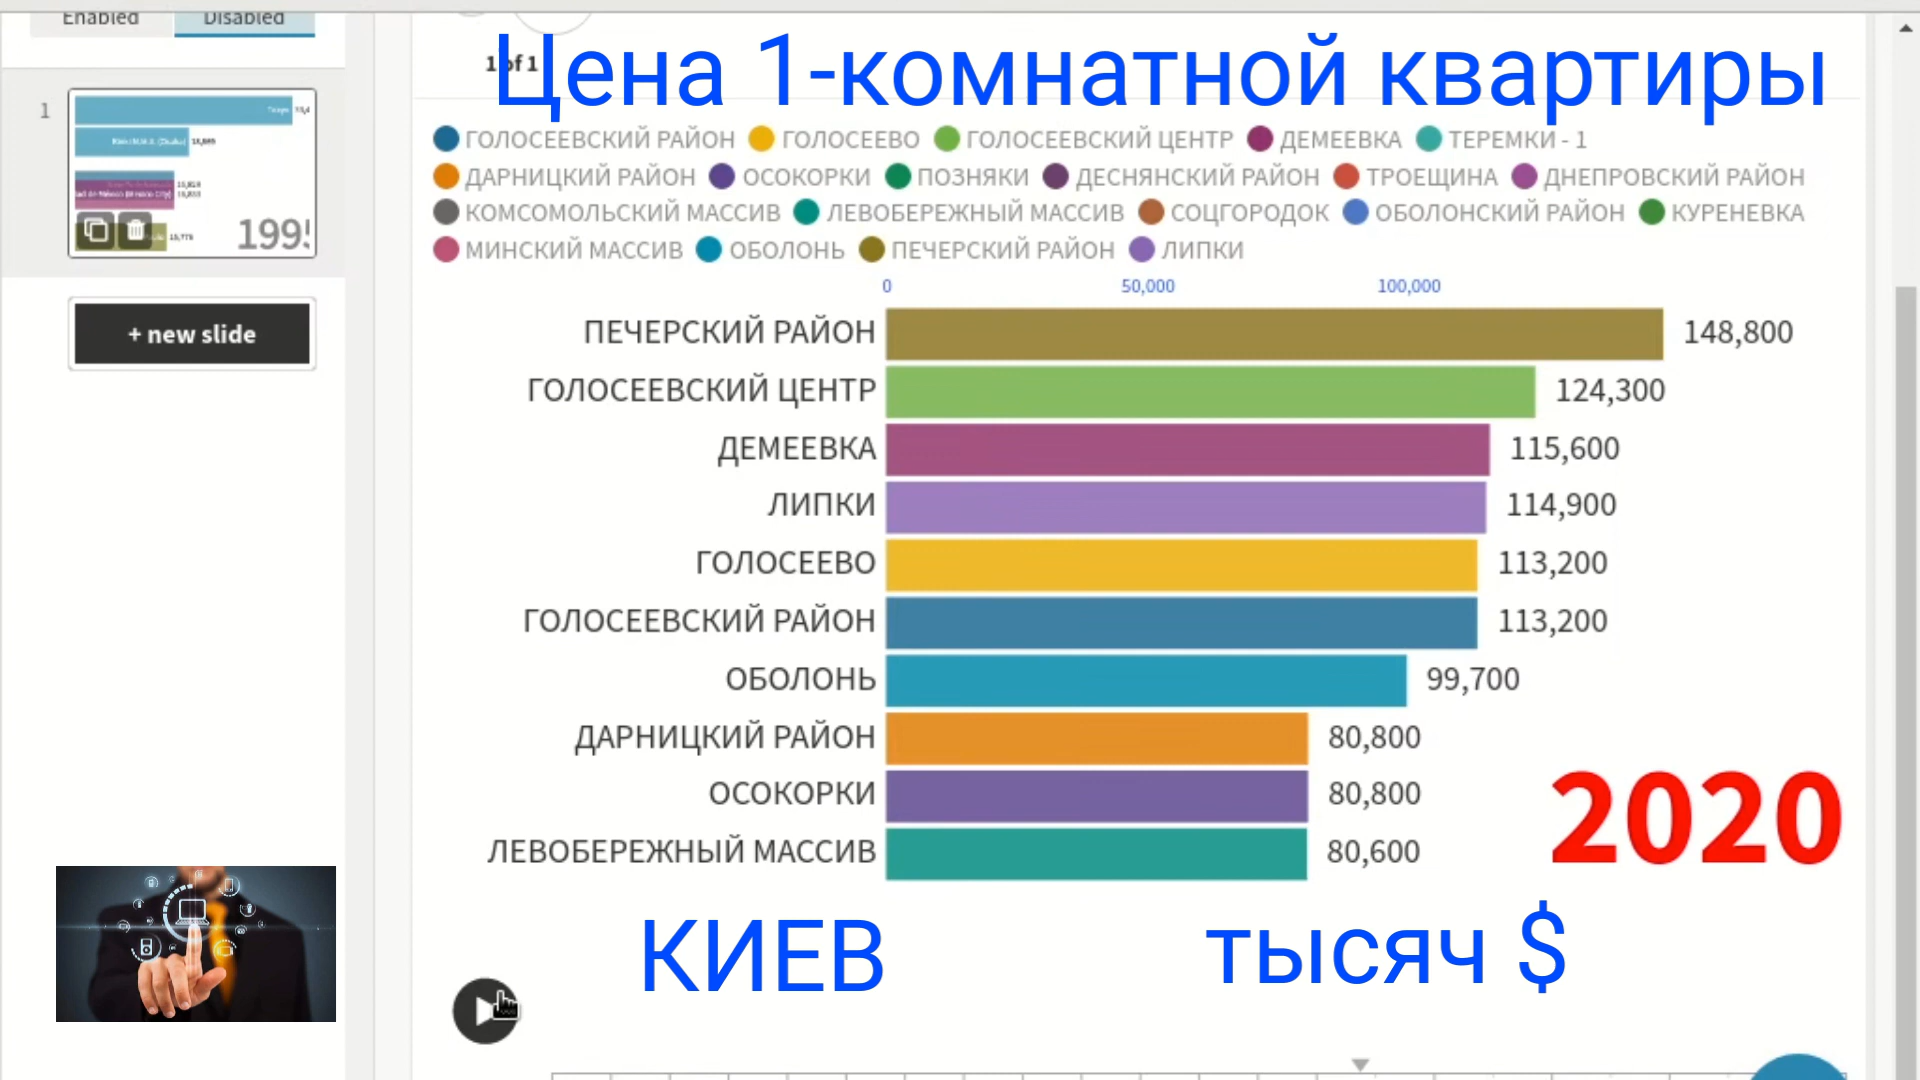 Enabled Disabled
1 of 1
Цена 1-комнатной квартиры
1
1995
+ new slide
ГОЛОСЕЕВСКИЙ РАЙОН ГОЛОСЕЕВО ГОЛОСЕЕВСКИЙ ЦЕНТР ДЕМЕЕВКА ТЕРЕМКИ - 1
ДАРНИЦКИЙ РАЙОН ОСОКОРКИ ПОЗНЯКИ ДЕСНЯНСКИЙ РАЙОН ТРОЕЩИНА ДНЕПРОВСКИЙ РАЙОН
КОМСОМОЛЬСКИЙ МАССИВ ЛЕВОБЕРЕЖНЫЙ МАССИВ СОЦГОРОДОК ОБОЛОНСКИЙ РАЙОН КУРЕНЕВКА
МИНСКИЙ МАССИВ ОБОЛОНЬ ПЕЧЕРСКИЙ РАЙОН ЛИПКИ
0 50,000 100,000
ПЕЧЕРСКИЙ РАЙОН 148,800
ГОЛОСЕЕВСКИЙ ЦЕНТР 124,300
ДЕМЕЕВКА 115,600
ЛИПКИ 114,900
ГОЛОСЕЕВО 113,200
ГОЛОСЕЕВСКИЙ РАЙОН 113,200
ОБОЛОНЬ 99,700
ДАРНИЦКИЙ РАЙОН 80,800
ОСОКОРКИ 80,800
ЛЕВОБЕРЕЖНЫЙ МАССИВ 80,600
2020
КИЕВ тысяч $